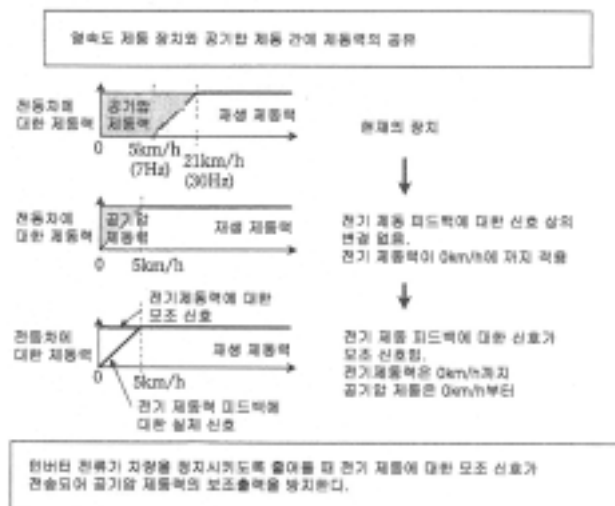 영속도 제동 장치와 공기압 제동 간에 제동력의 공유
전동차에
대한 제동력
공기압
제동력
재생 제동력
0
5km/h
(7Hz)
21km/h
(30Hz)
현재의 장치
전동차에
대한 제동력
공기압
제동력
재생 제동력
0
5km/h
전기 제동 피드백에 대한 신호 상의
변경 없음.
전기 제동력이 0km/h에 까지 적용
전기제동력에 대한
모조 신호
전동차에
대한 제동력
재생 제동력
0
5km/h
전기 제동력 피드백에
대한 실제 신호
전기 제동 피드백에 대한 신호가
모조 신호됨.
전기제동력은 0km/h까지
공기압 제동은 0km/h부터
인버터 전류가 차량을 정지시키도록 줄어들 때 전기 제동에 대한 모조 신호가
전송되어 공기압 제동력의 보조출력을 방지한다.